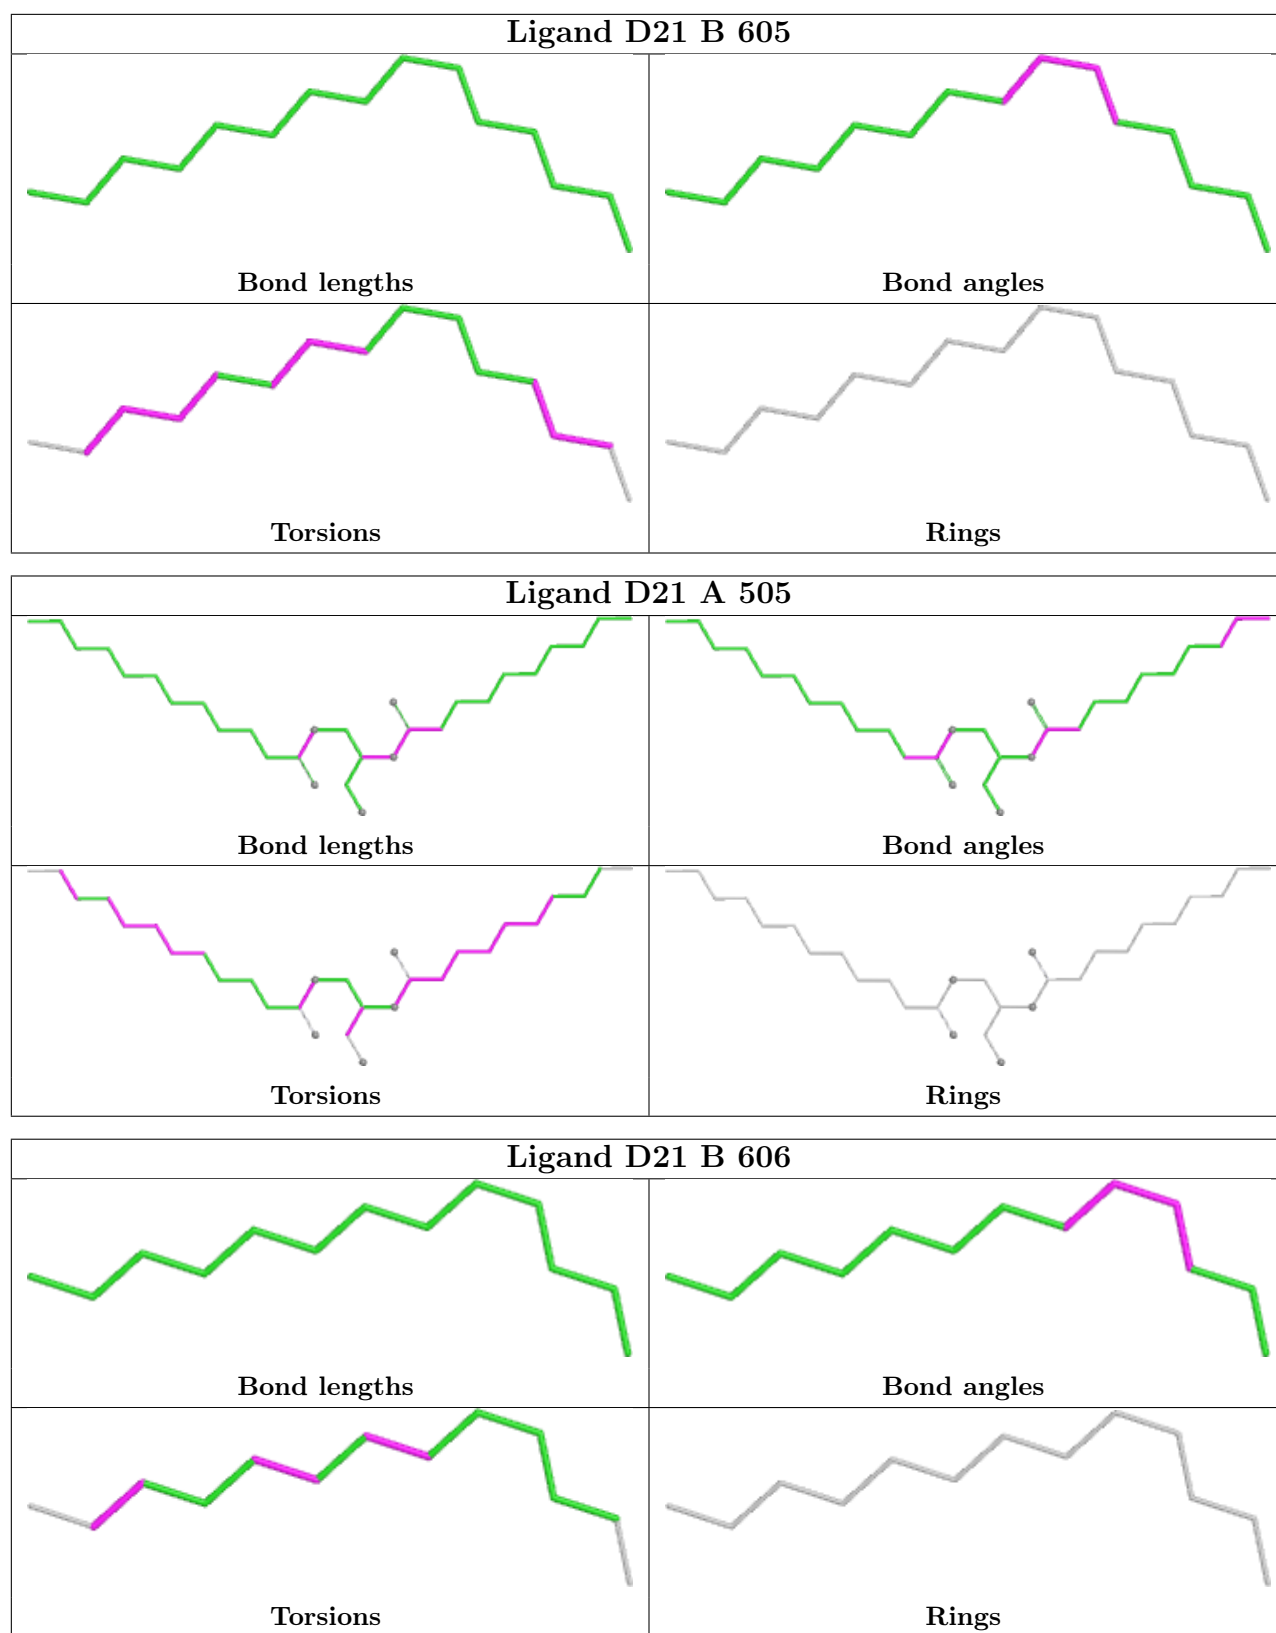 Ligand D21 B 605
Bond lengths
Bond angles
Torsions
Rings
Ligand D21 A 505
Bond lengths
Bond angles
Torsions
Rings
Ligand D21 B 606
Bond lengths
Bond angles
Torsions
Rings